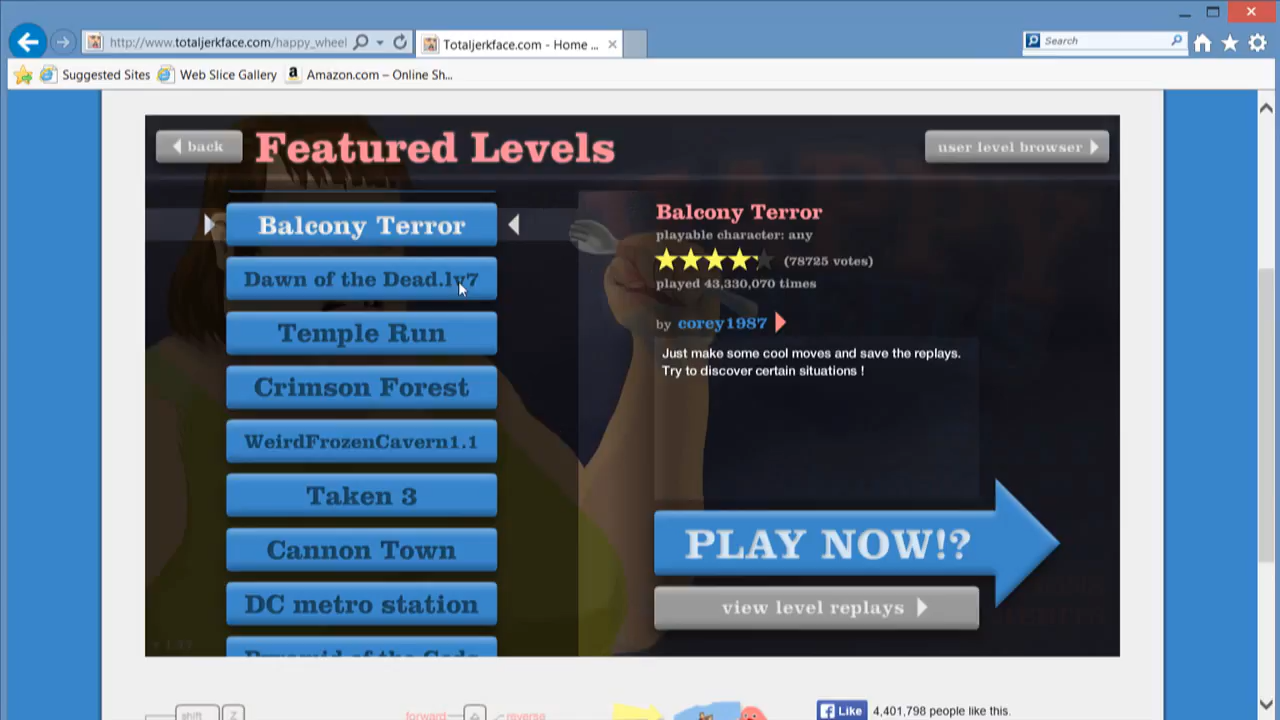 http://www.totaljerkface.com/happy_wheel
Totaljerkface.com - Home ...
Search
Suggested Sites
Web Slice Gallery
Amazon.com – Online Sh...
back
Featured Levels
user level browser
Balcony Terror
Dawn of the Dead.lv7
Temple Run
Crimson Forest
WeirdFrozenCavern1.1
Taken 3
Cannon Town
DC metro station
Pyramid of the Gods
Balcony Terror
playable character: any
(78725 votes)
played 43,330,070 times
by corey1987
Just make some cool moves and save the replays.
Try to discover certain situations !
PLAY NOW!?
view level replays
shift
Z
forward
reverse
Like
4,401,798 people like this.